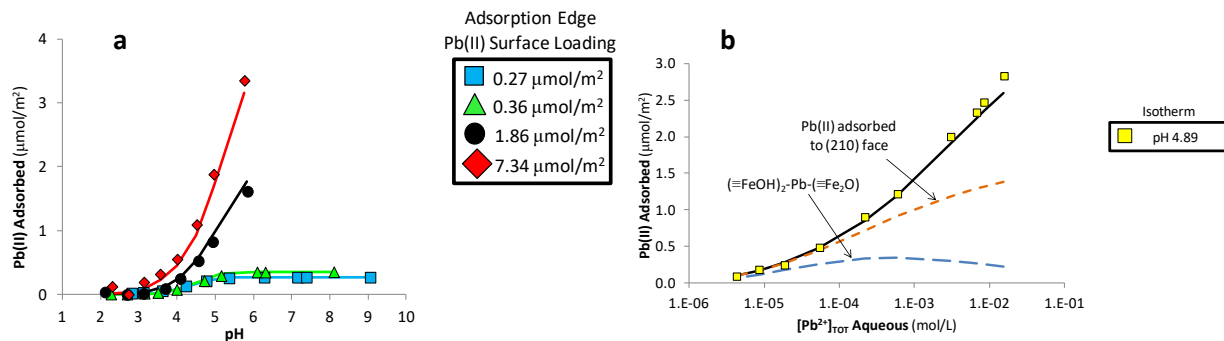 a
Pb(II) Adsorbed (μmol/m²)
4
3
2
1
0
1 2 3 4 5 6 7 8 9 10
pH
Adsorption Edge
Pb(II) Surface Loading
0.27 μmol/m²
0.36 μmol/m²
1.86 μmol/m²
7.34 μmol/m²
b
Pb(II) Adsorbed (μmol/m²)
3.0
2.5
2.0
1.5
1.0
0.5
0.0
Pb(II) adsorbed
to (210) face
(≡FeOH)₂-Pb-(≡Fe₂O)
1.E-06 1.E-05 1.E-04 1.E-03 1.E-02 1.E-01
[Pb²⁺]TOT Aqueous (mol/L)
Isotherm
pH 4.89